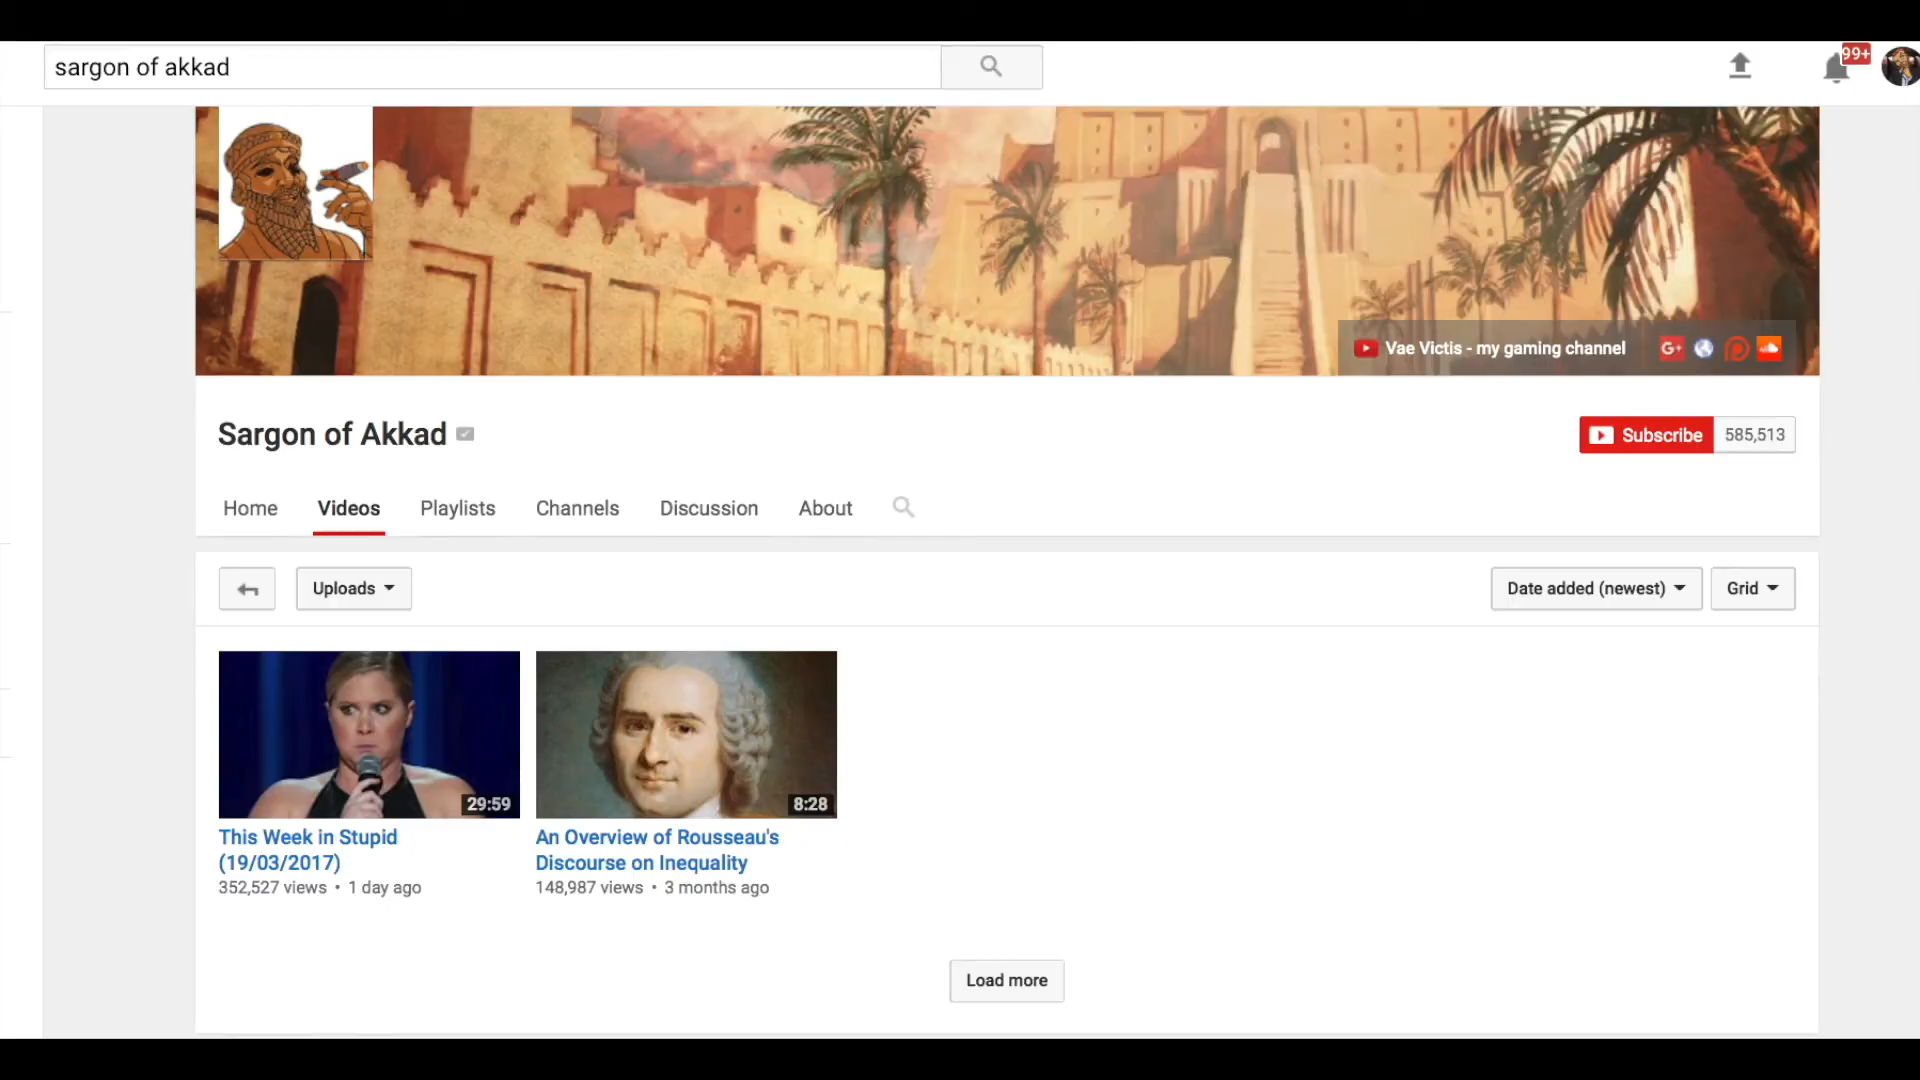 sargon of akkad
99+
Vae Victis - my gaming channel
G+
Sargon of Akkad
Subscribe 585,513
Home Videos Playlists Channels Discussion About
Uploads
Date added (newest) Grid
29:59
8:28
This Week in Stupid
(19/03/2017)
352,527 views • 1 day ago
An Overview of Rousseau's
Discourse on Inequality
148,987 views • 3 months ago
Load more